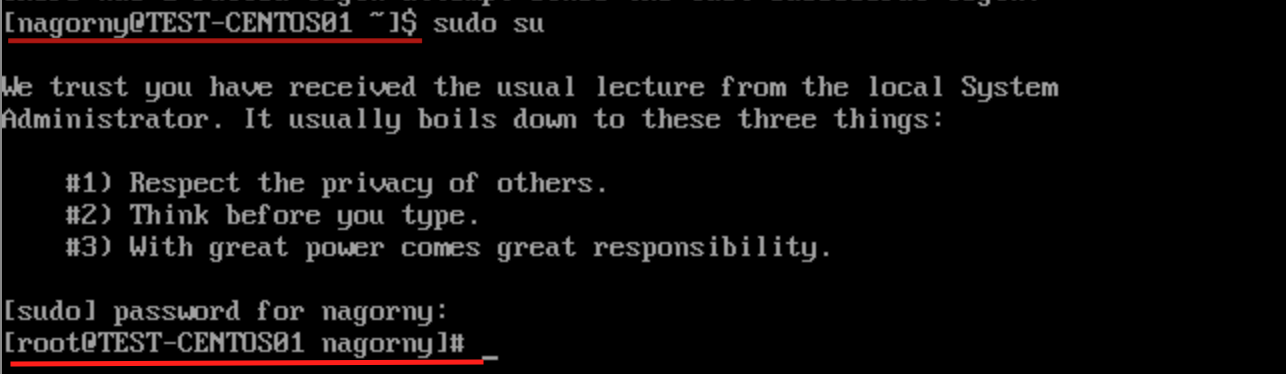 [nagorny@TEST-CENTOS01 ~]$ sudo su
We trust you have received the usual lecture from the local System
Administrator. It usually boils down to these three things:
#1) Respect the privacy of others.
#2) Think before you type.
#3) With great power comes great responsibility.
[sudo] password for nagorny:
[root@TEST-CENTOS01 nagorny]# _